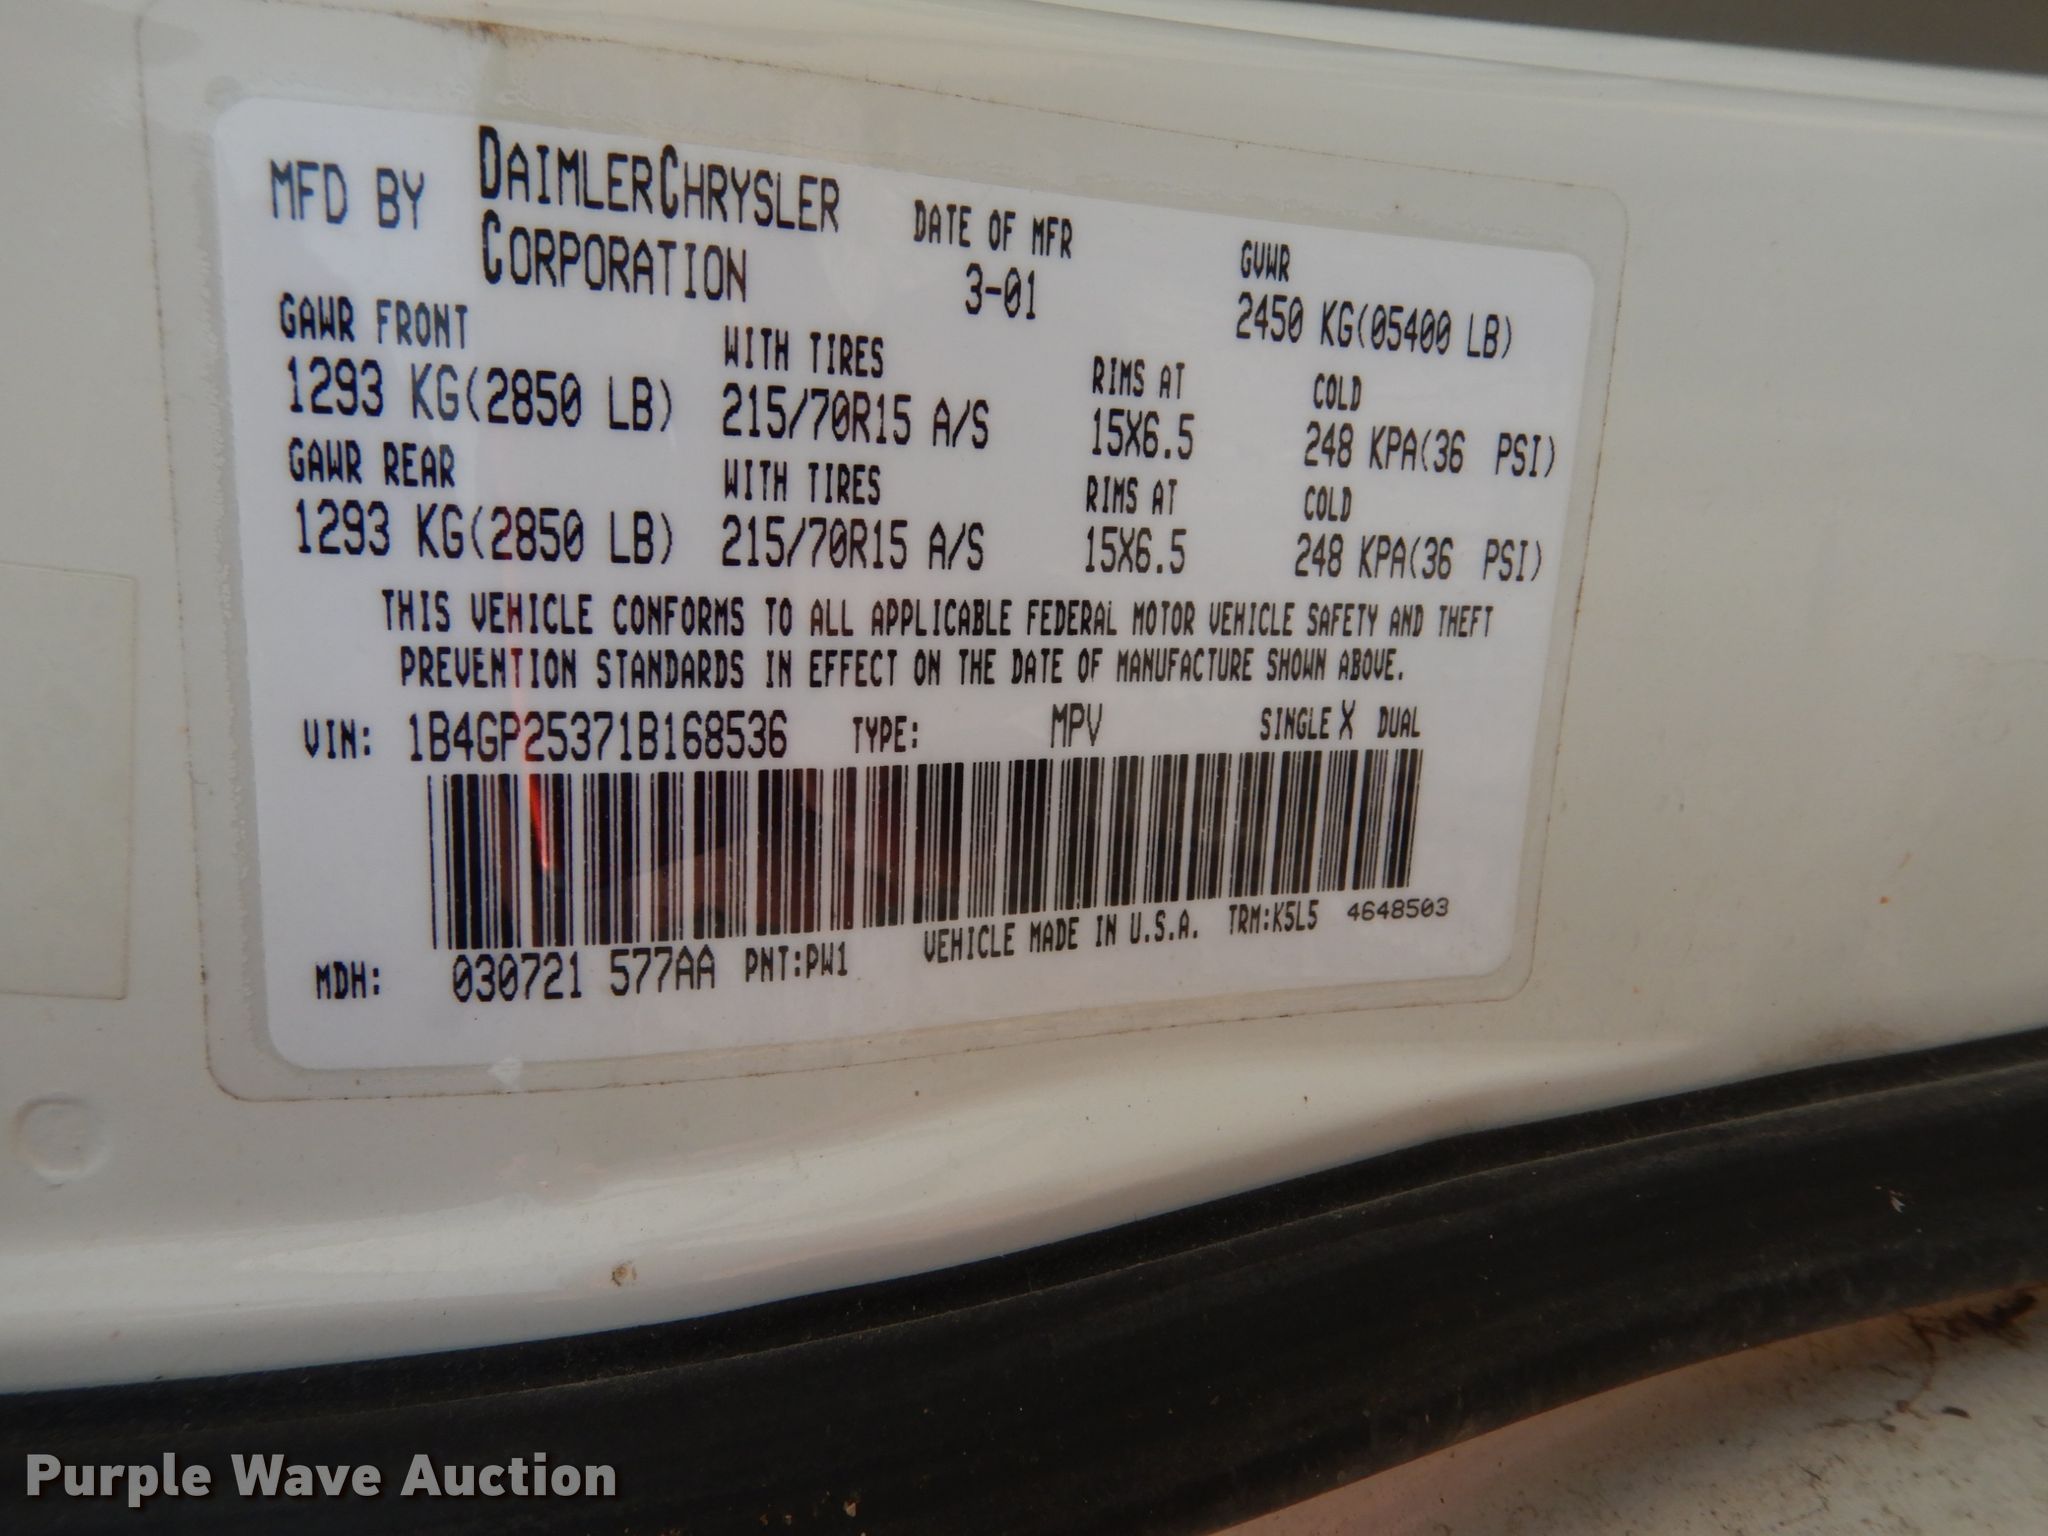 MFD BY DAIMLERCHRYSLER CORPORATION DATE OF MFR 3-01 GVWR 2450 KG(05400 LB)
GAWR FRONT WITH TIRES RIMS AT COLD
1293 KG(2850 LB) 215/70R15 A/S 15X6.5 248 KPA(36 PSI)
GAWR REAR WITH TIRES RIMS AT COLD
1293 KG(2850 LB) 215/70R15 A/S 15X6.5 248 KPA(36 PSI)
THIS VEHICLE CONFORMS TO ALL APPLICABLE FEDERAL MOTOR VEHICLE SAFETY AND THEFT
PREVENTION STANDARDS IN EFFECT ON THE DATE OF MANUFACTURE SHOWN ABOVE.
VIN: 1B4GP25371B168536 TYPE: MPV SINGLE X DUAL
MDH: 030721 577AA PNT:PW1 VEHICLE MADE IN U.S.A. TRM:K5L5 4648503
Purple Wave Auction